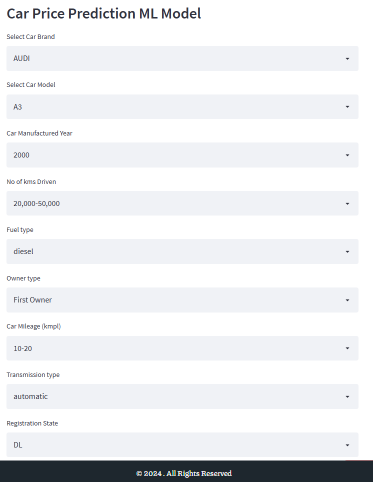 Car Price Prediction ML Model
Select Car Brand
AUDI
Select Car Model
A3
Car Manufactured Year
2000
No of kms Driven
20,000-50,000
Fuel type
diesel
Owner type
First Owner
Car Mileage (kmpl)
10-20
Transmission type
automatic
Registration State
DL
© 2024 . All Rights Reserved